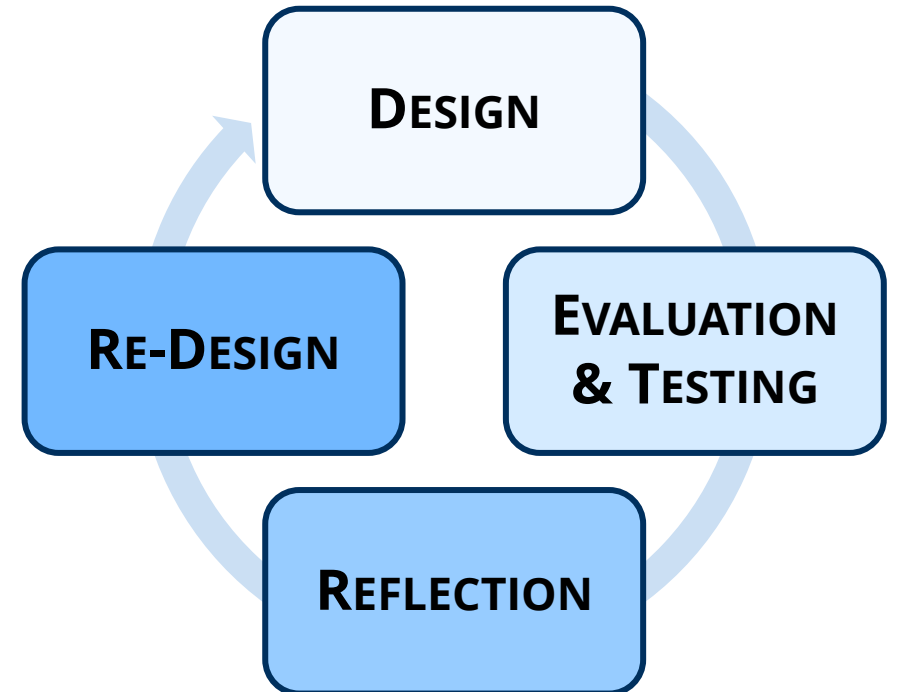 DESIGN
EVALUATION
& TESTING
REFLECTION
RE-DESIGN